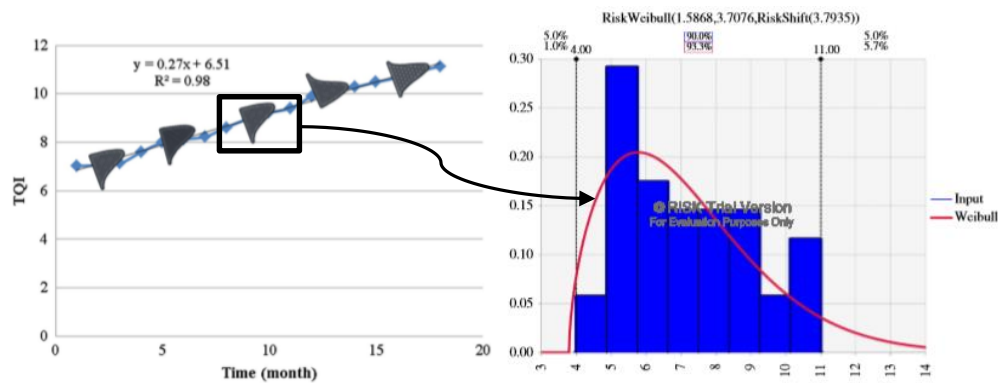 12
10
8
6
4
2
0
TQI
y = 0.27x + 6.51
R² = 0.98
0 5 10 15 20
Time (month)
RiskWeibull(1.5868,3.7076,RiskShift(3.7935))
5.0% 90.0% 5.0%
1.0% 93.3% 5.7%
4.00 11.00
0.30
0.25
0.20
0.15
0.10
0.05
0.00
© RISK Trial Version
For Evaluation Purposes Only
3 4 5 6 7 8 9 10 11 12 13 14
Input
Weibull